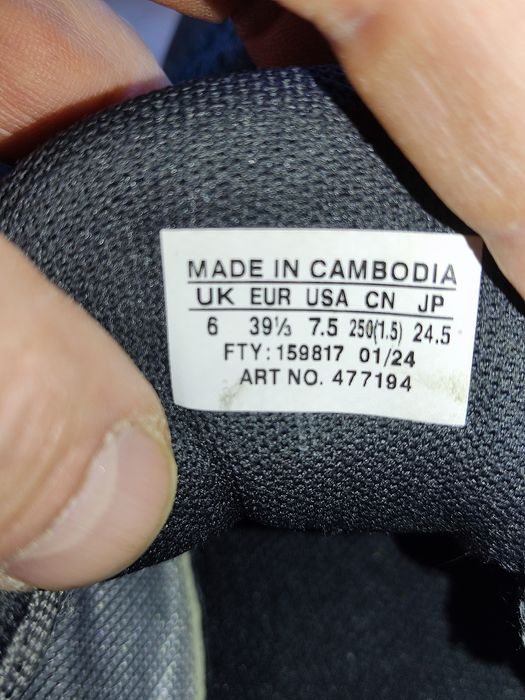 MADE IN CAMBODIA
UK EUR USA CN JP
6 39⅓ 7.5 250(1.5) 24.5
FTY: 159817 01/24
ART NO. 477194